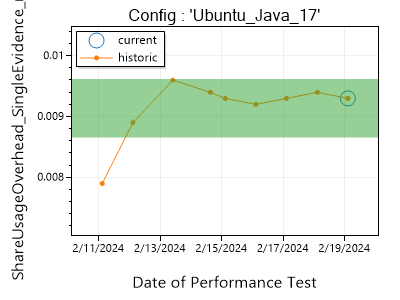 Config : 'Ubuntu_Java_17'
current
historic
0.01
0.009
0.008
2/11/2024
2/13/2024
2/15/2024
2/17/2024
2/19/2024
Date of Performance Test
ShareUsageOverhead_SingleEvidence_